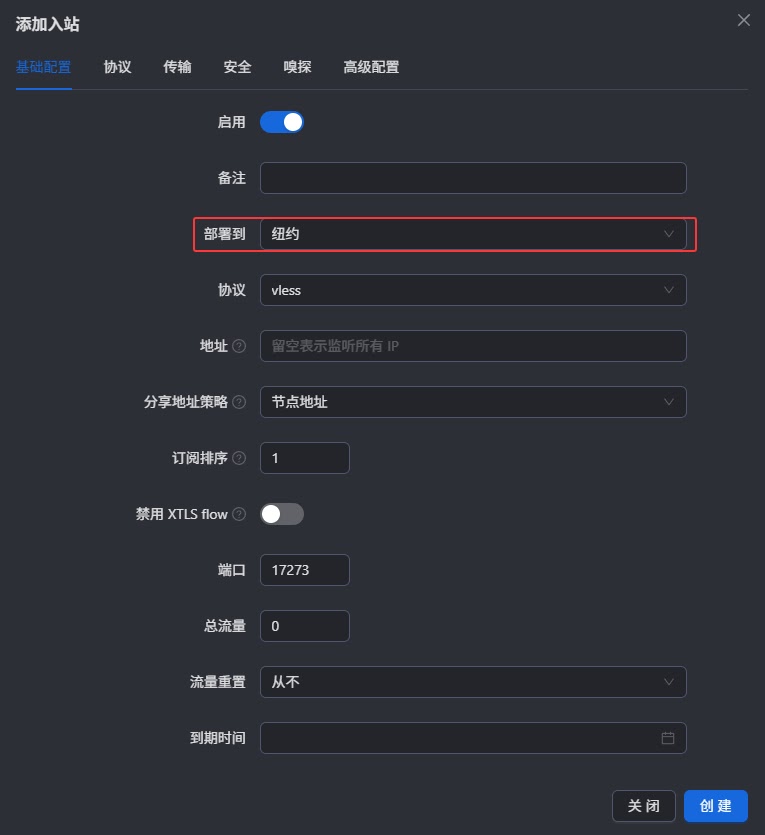 添加入站
基础配置 协议 传输 安全 嗅探 高级配置
启用
备注
部署到 纽约
协议 vless
地址 留空表示监听所有 IP
分享地址策略 节点地址
订阅排序 1
禁用 XTLS flow
端口 17273
总流量 0
流量重置 从不
到期时间
关 闭 创 建